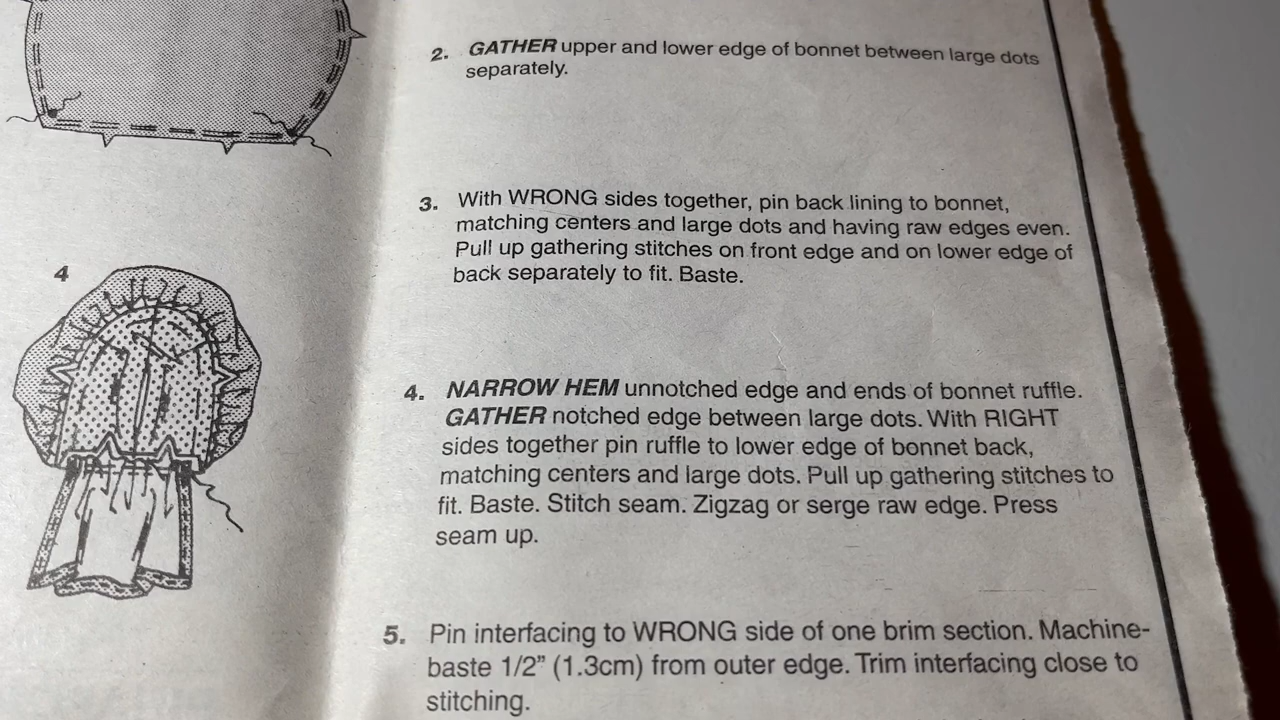 2. GATHER upper and lower edge of bonnet between large dots
separately.
3. With WRONG sides together, pin back lining to bonnet,
matching centers and large dots and having raw edges even.
Pull up gathering stitches on front edge and on lower edge of
back separately to fit. Baste.
4
4. NARROW HEM unnotched edge and ends of bonnet ruffle.
GATHER notched edge between large dots. With RIGHT
sides together pin ruffle to lower edge of bonnet back,
matching centers and large dots. Pull up gathering stitches to
fit. Baste. Stitch seam. Zigzag or serge raw edge. Press
seam up.
5. Pin interfacing to WRONG side of one brim section. Machine-
baste 1/2” (1.3cm) from outer edge. Trim interfacing close to
stitching.